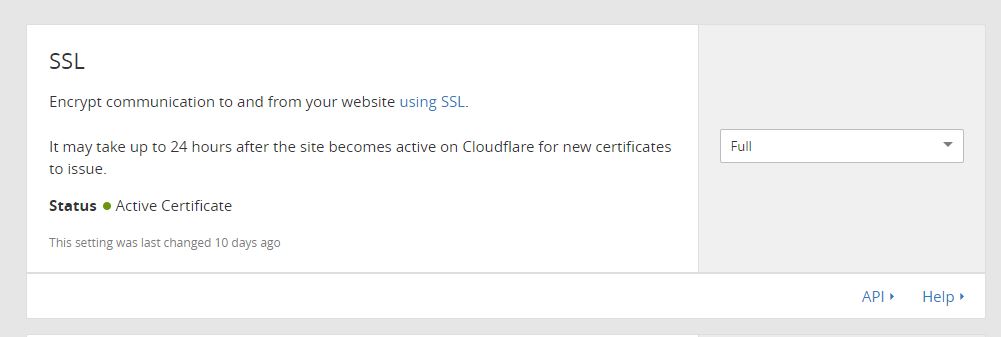 SSL
Encrypt communication to and from your website using SSL.
It may take up to 24 hours after the site becomes active on Cloudflare for new certificates
to issue.
Full
Status Active Certificate
This setting was last changed 10 days ago
API
Help